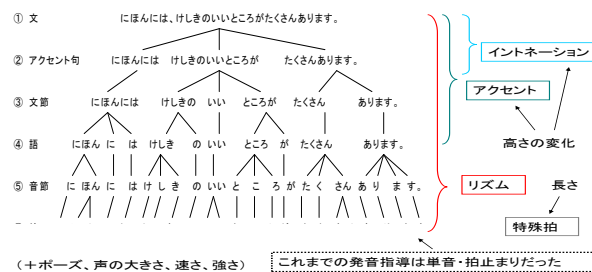 ① 文 にほんには、けしきのいいところがたくさんあります。
② アクセント句 にほんには けしきのいいところが たくさんあります。
③ 文節 にほんには けしきの いい ところが たくさん あります。
④ 語 にほん に は けしき の いい ところ が たくさん あります。
⑤ 音節 に ほん に は け し き の いい と こ ろ が た く さん あ り ま す。
イントネーション
アクセント
高さの変化
リズム 長さ
特殊拍
(+ポーズ、声の大きさ、速さ、強さ)
これまでの発音指導は単音・拍止まりだった